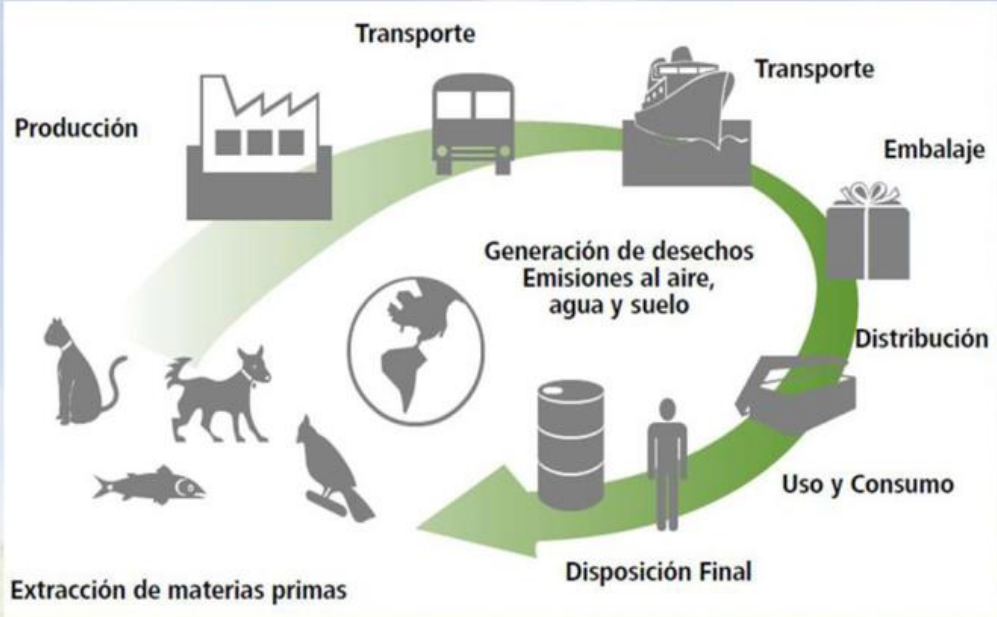 Transporte
Transporte
Producción
Embalaje
Generación de desechos
Emisiones al aire,
agua y suelo
Distribución
Uso y Consumo
Disposición Final
Extracción de materias primas